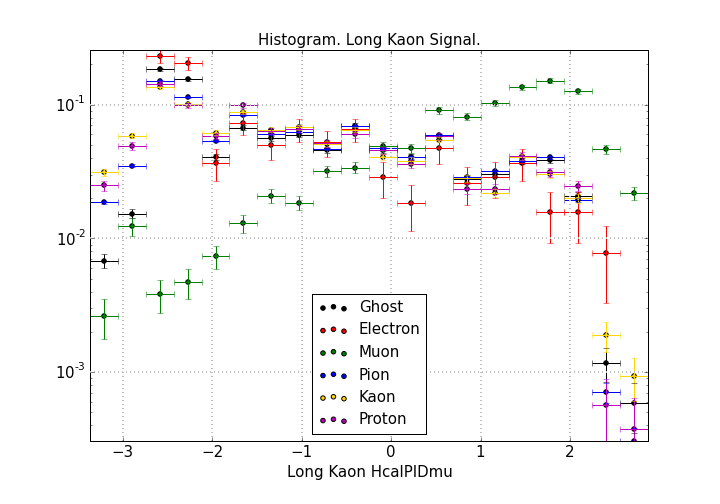 Histogram. Long Kaon Signal.
10⁻¹
10⁻²
10⁻³
Ghost
Electron
Muon
Pion
Kaon
Proton
−3 −2 −1 0 1 2
Long Kaon HcalPIDmu